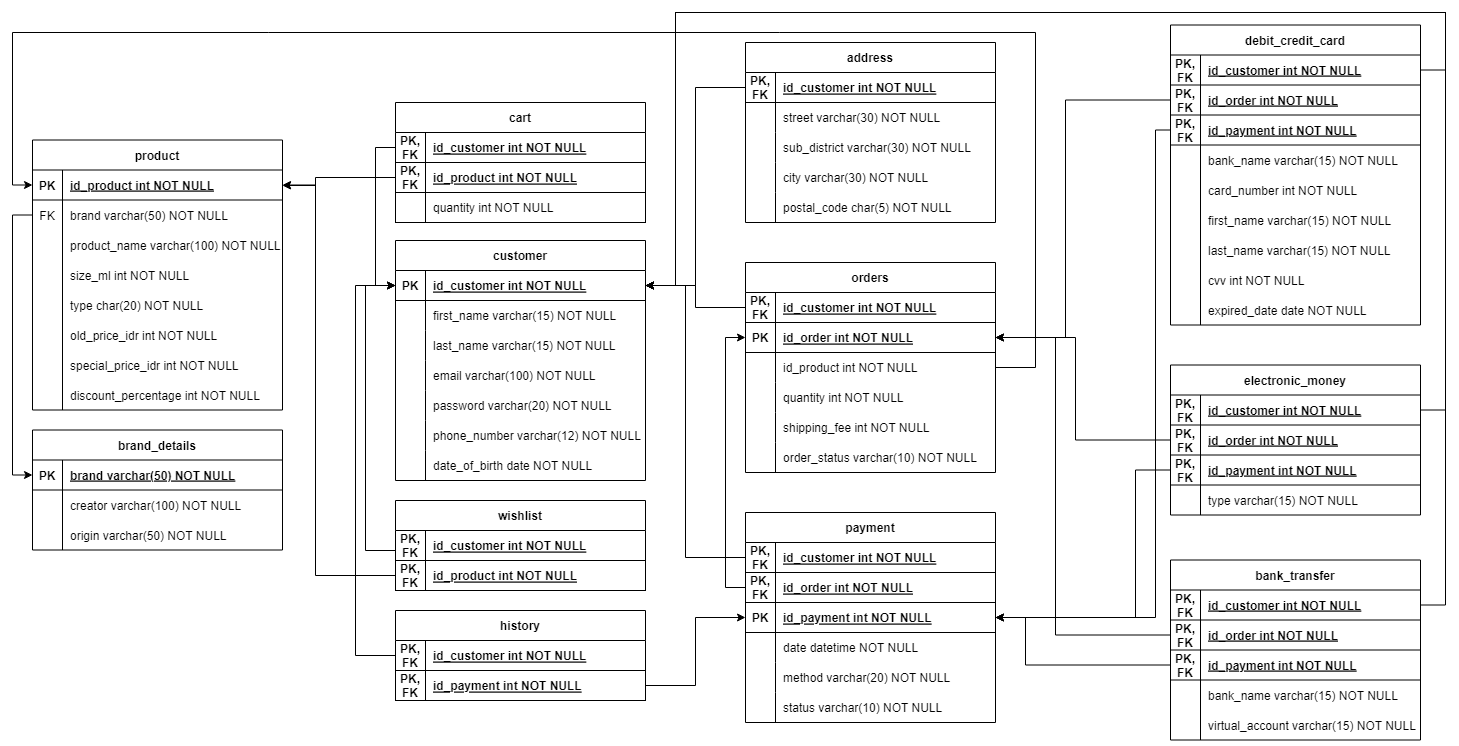 product
PK id_product int NOT NULL
FK brand varchar(50) NOT NULL
product_name varchar(100) NOT NULL
size_ml int NOT NULL
type char(20) NOT NULL
old_price_idr int NOT NULL
special_price_idr int NOT NULL
discount_percentage int NOT NULL
brand_details
PK brand varchar(50) NOT NULL
creator varchar(100) NOT NULL
origin varchar(50) NOT NULL
cart
PK, FK id_customer int NOT NULL
PK, FK id_product int NOT NULL
quantity int NOT NULL
customer
PK id_customer int NOT NULL
first_name varchar(15) NOT NULL
last_name varchar(15) NOT NULL
email varchar(100) NOT NULL
password varchar(20) NOT NULL
phone_number varchar(12) NOT NULL
date_of_birth date NOT NULL
wishlist
PK, FK id_customer int NOT NULL
PK, FK id_product int NOT NULL
history
PK, FK id_customer int NOT NULL
PK, FK id_payment int NOT NULL
address
PK, FK id_customer int NOT NULL
street varchar(30) NOT NULL
sub_district varchar(30) NOT NULL
city varchar(30) NOT NULL
postal_code char(5) NOT NULL
orders
PK, FK id_customer int NOT NULL
PK id_order int NOT NULL
id_product int NOT NULL
quantity int NOT NULL
shipping_fee int NOT NULL
order_status varchar(10) NOT NULL
payment
PK, FK id_customer int NOT NULL
PK, FK id_order int NOT NULL
PK id_payment int NOT NULL
date datetime NOT NULL
method varchar(20) NOT NULL
status varchar(10) NOT NULL
debit_credit_card
PK, FK id_customer int NOT NULL
PK, FK id_order int NOT NULL
PK, FK id_payment int NOT NULL
bank_name varchar(15) NOT NULL
card_number int NOT NULL
first_name varchar(15) NOT NULL
last_name varchar(15) NOT NULL
cvv int NOT NULL
expired_date date NOT NULL
electronic_money
PK, FK id_customer int NOT NULL
PK, FK id_order int NOT NULL
PK, FK id_payment int NOT NULL
type varchar(15) NOT NULL
bank_transfer
PK, FK id_customer int NOT NULL
PK, FK id_order int NOT NULL
PK, FK id_payment int NOT NULL
bank_name varchar(15) NOT NULL
virtual_account varchar(15) NOT NULL